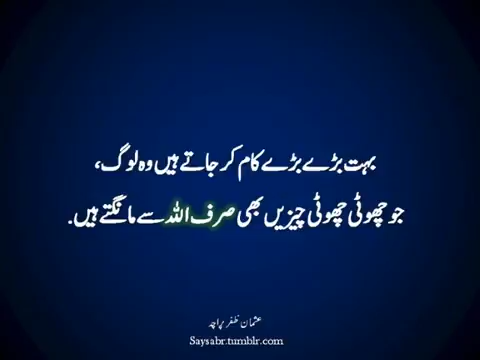 بہت بڑے بڑے کام کر جاتے ہیں وہ لوگ،
جو چھوٹی چھوٹی چیزیں بھی صرف اللہ سے مانگتے ہیں.
عثمان ظفر پراچہ
Saysabr.tumblr.com